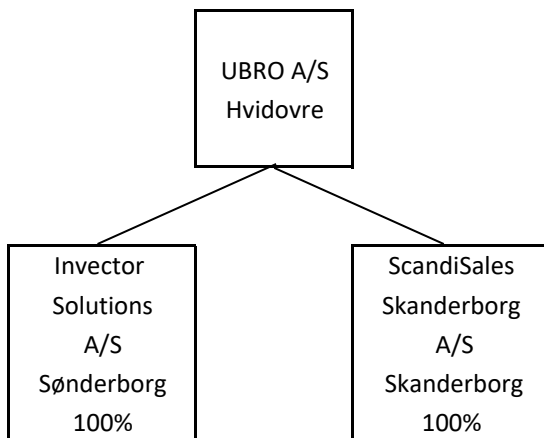 UBRO A/S
Hvidovre
Invector
Solutions
A/S
Sønderborg
100%
ScandiSales
Skanderborg
A/S
Skanderborg
100%